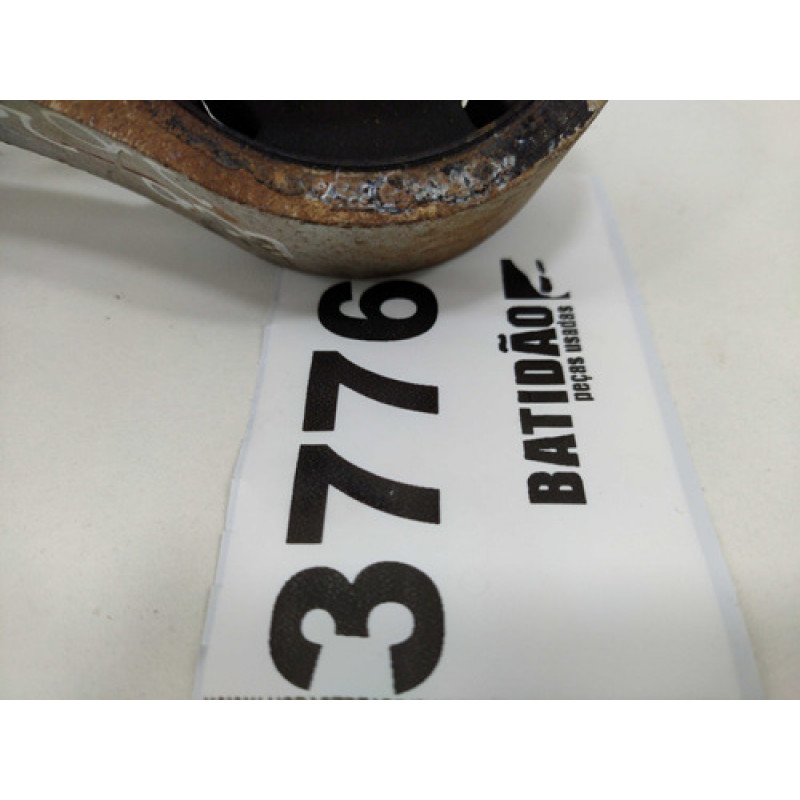 3776
BATIDÃO
peças usadas